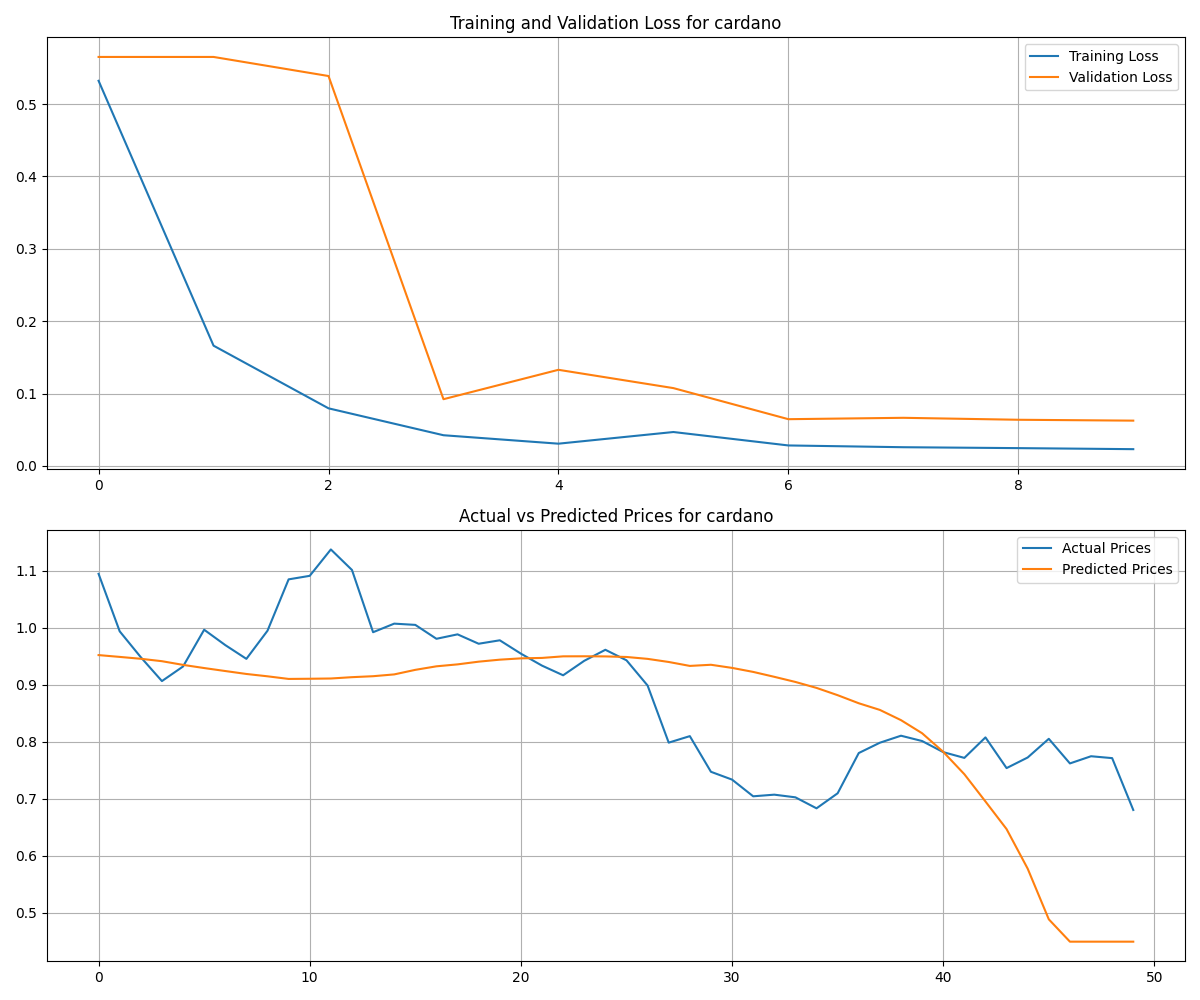 Training and Validation Loss for cardano
Training Loss
Validation Loss
0.5
0.4
0.3
0.2
0.1
0.0
0 2 4 6 8
Actual vs Predicted Prices for cardano
Actual Prices
Predicted Prices
1.1
1.0
0.9
0.8
0.7
0.6
0.5
0 10 20 30 40 50